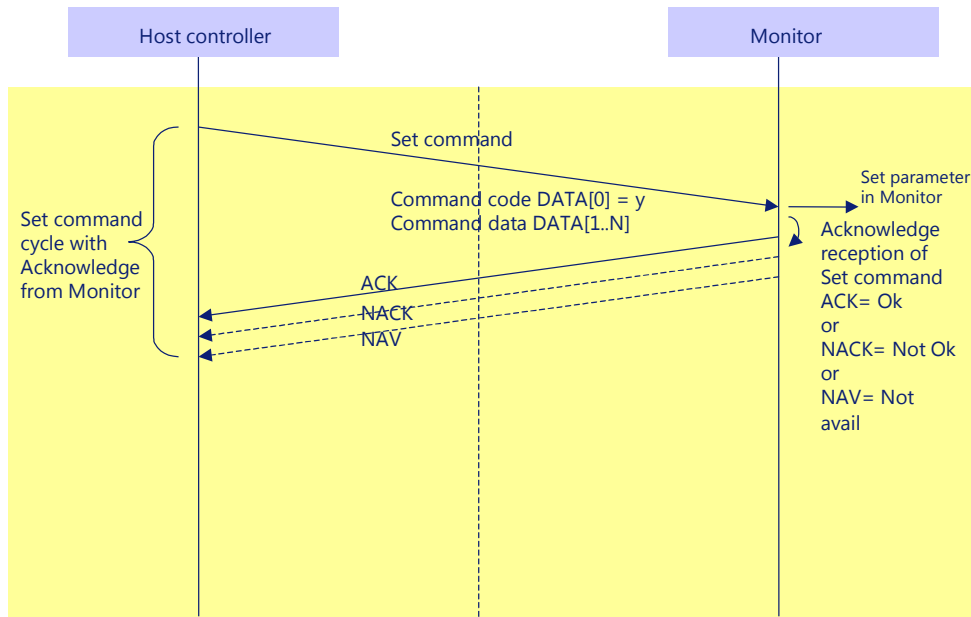 Host controller
Monitor
Set command
Command code DATA[0] = y
Command data DATA[1..N]
Set parameter
in Monitor
Set command
cycle with
Acknowledge
from Monitor
Acknowledge
reception of
Set command
ACK= Ok
or
NACK= Not Ok
or
NAV= Not
avail
ACK
NACK
NAV